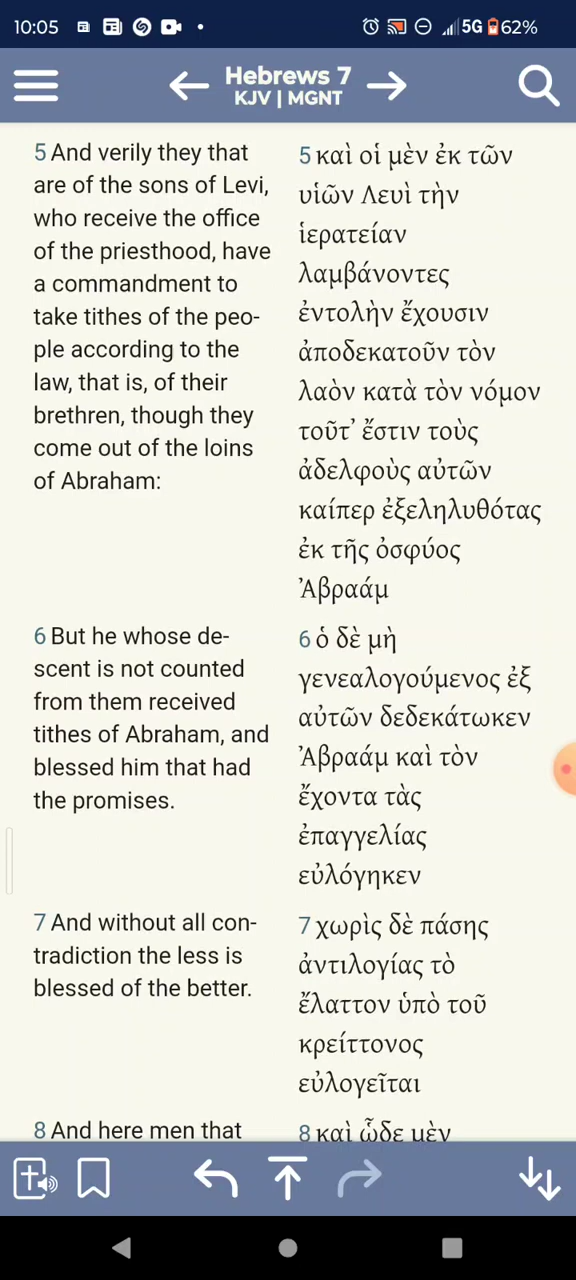 10:05
5G 62%
Hebrews 7
KJV | MGNT
5 And verily they that
are of the sons of Levi,
who receive the office
of the priesthood, have
a commandment to
take tithes of the peo-
ple according to the
law, that is, of their
brethren, though they
come out of the loins
of Abraham:
5 καὶ οἱ μὲν ἐκ τῶν
υἱῶν Λευὶ τὴν
ἱερατείαν
λαμβάνοντες
ἐντολὴν ἔχουσιν
ἀποδεκατοῦν τὸν
λαὸν κατὰ τὸν νόμον
τοῦτ’ ἔστιν τοὺς
ἀδελφοὺς αὐτῶν
καίπερ ἐξεληλυθότας
ἐκ τῆς ὀσφύος
Ἀβραάμ
6 But he whose de-
scent is not counted
from them received
tithes of Abraham, and
blessed him that had
the promises.
6 ὁ δὲ μὴ
γενεαλογούμενος ἐξ
αὐτῶν δεδεκάτωκεν
Ἀβραάμ καὶ τὸν
ἔχοντα τὰς
ἐπαγγελίας
εὐλόγηκεν
7 And without all con-
tradiction the less is
blessed of the better.
7 χωρὶς δὲ πάσης
ἀντιλογίας τὸ
ἔλαττον ὑπὸ τοῦ
κρείττονος
εὐλογεῖται
8 And here men that
8 καὶ ὧδε μὲν